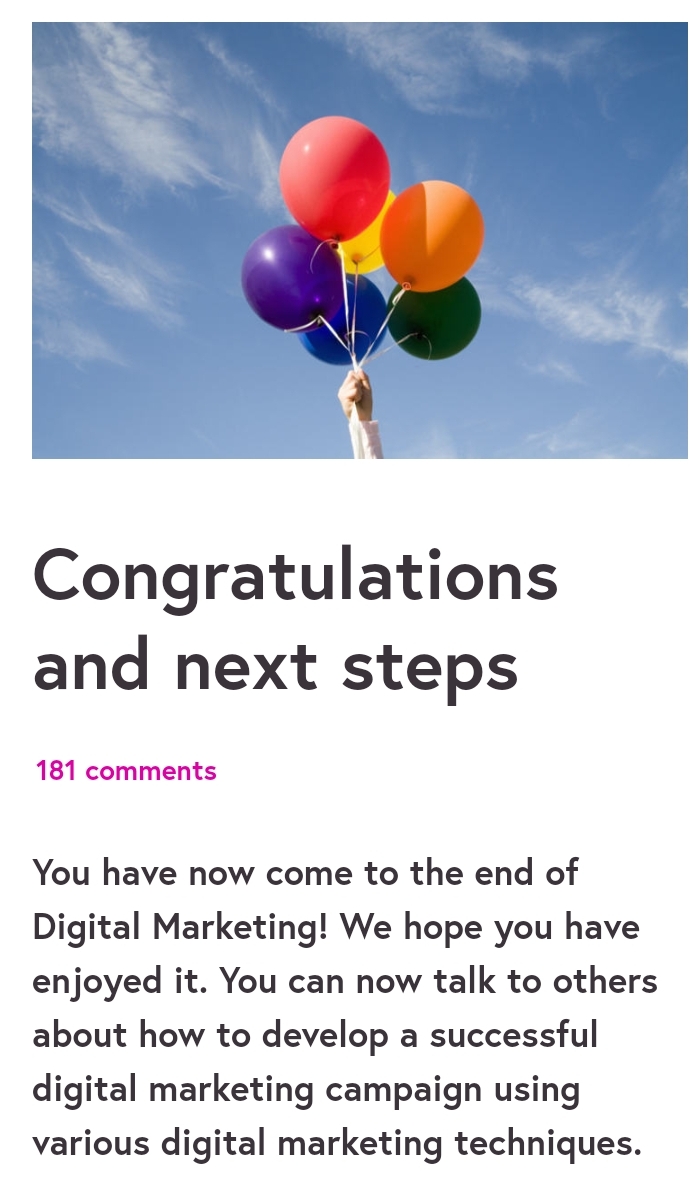 Congratulations
and next steps
181 comments
You have now come to the end of
Digital Marketing! We hope you have
enjoyed it. You can now talk to others
about how to develop a successful
digital marketing campaign using
various digital marketing techniques.